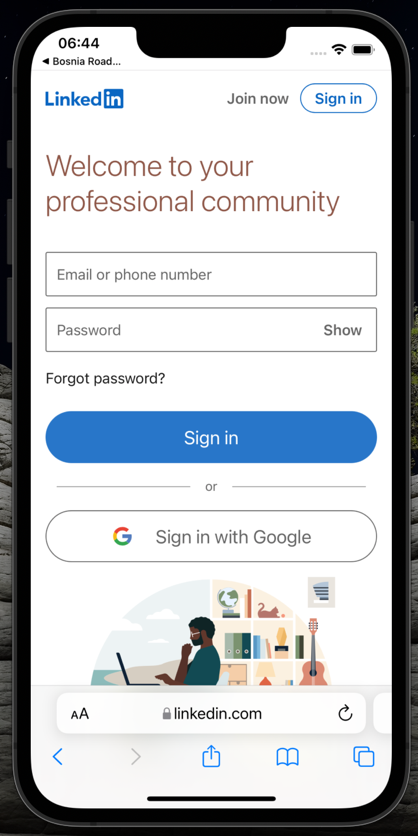 06:44
◀ Bosnia Road...
LinkedIn
Join now
Sign in
Welcome to your
professional community
Email or phone number
Password
Show
Forgot password?
Sign in
or
Sign in with Google
AA
linkedin.com